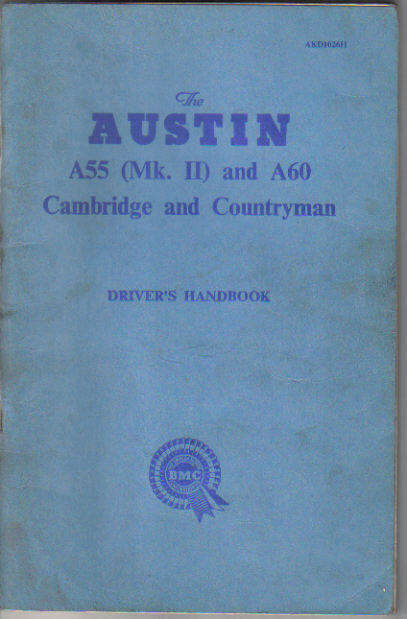 AKD1026H
The
AUSTIN
A55 (Mk. II) and A60
Cambridge and Countryman
DRIVER'S HANDBOOK
BMC